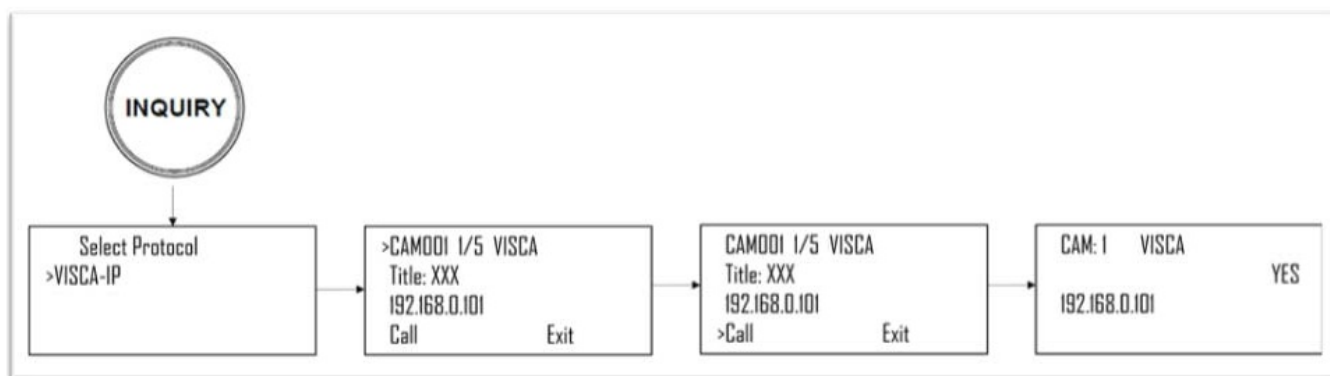 INQUIRY
Select Protocol
>VISCA-IP
>CAM001 1/5 VISCA
Title: XXX
192.168.0.101
Call Exit
CAM001 1/5 VISCA
Title: XXX
192.168.0.101
>Call Exit
CAM: 1 VISCA
YES
192.168.0.101